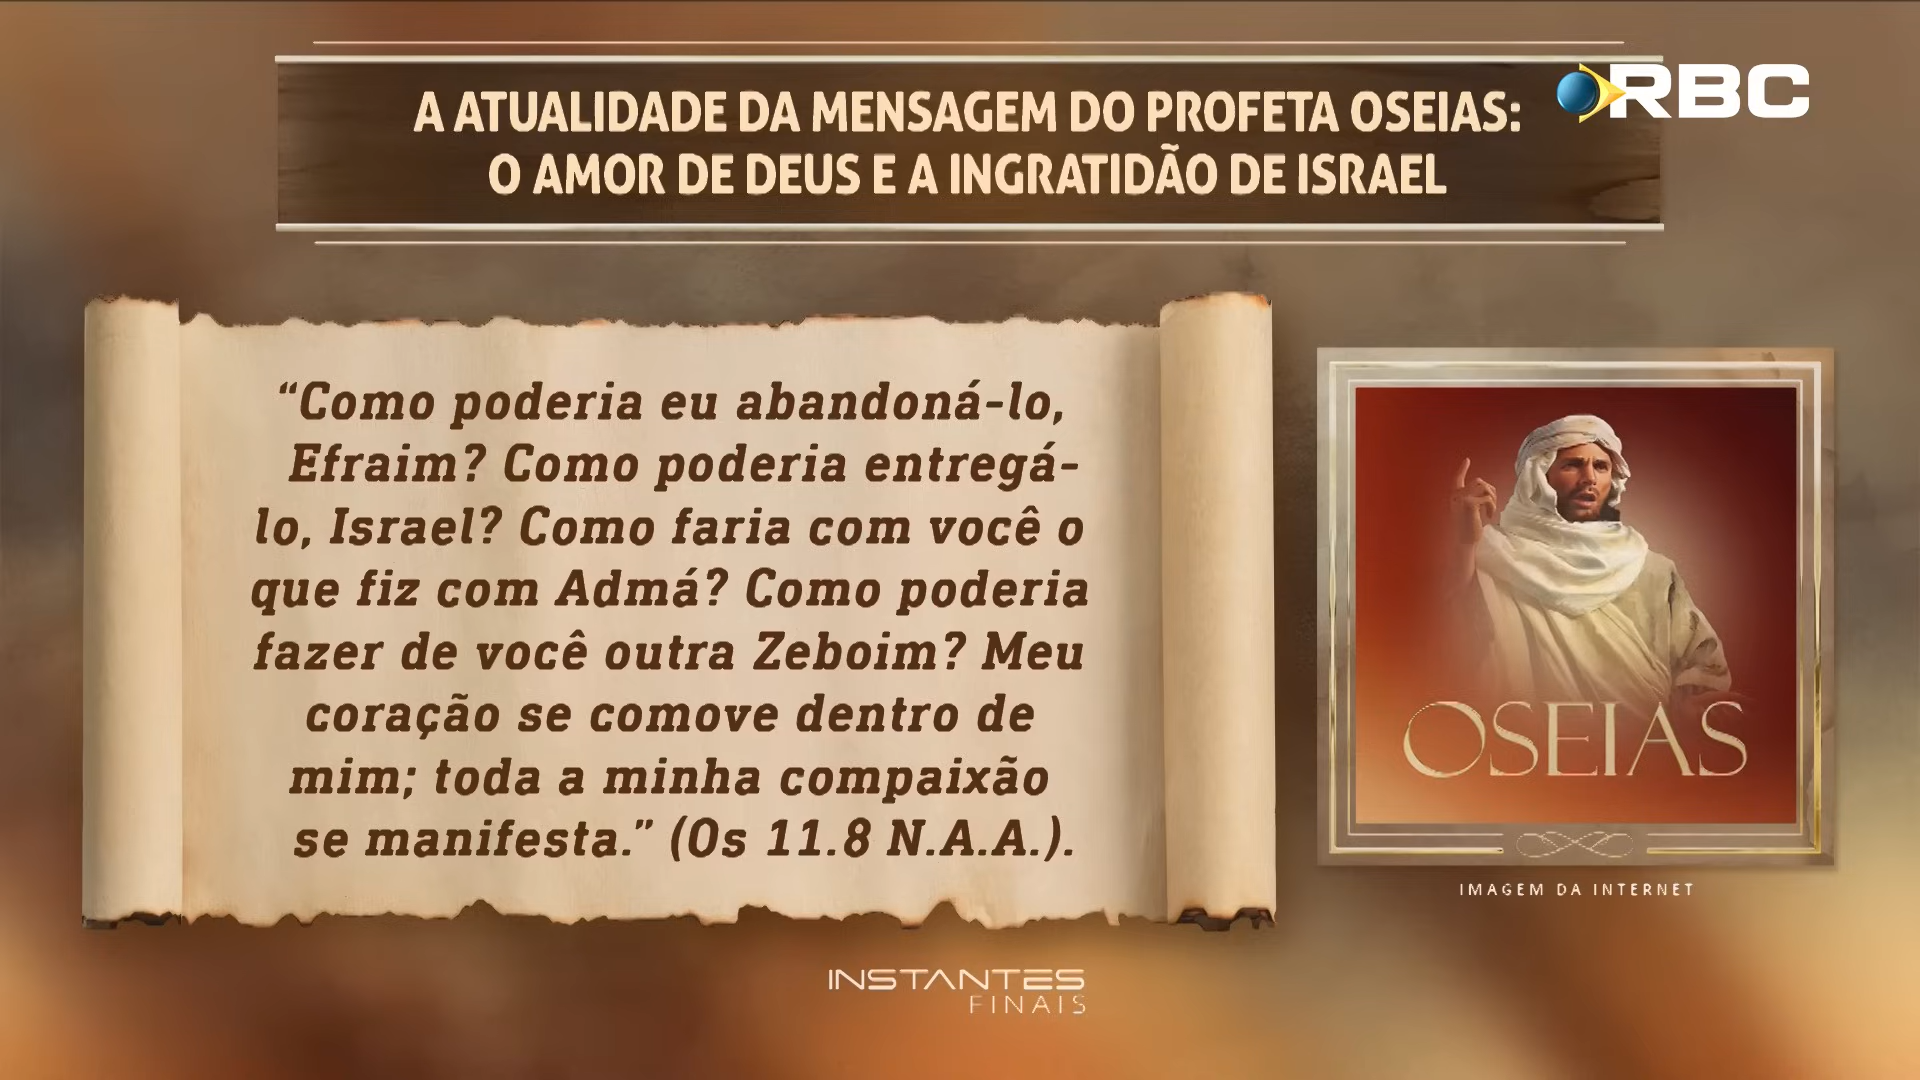 A ATUALIDADE DA MENSAGEM DO PROFETA OSEIAS:
O AMOR DE DEUS E A INGRATIDÃO DE ISRAEL
RBC
“Como poderia eu abandoná-lo,
Efraim? Como poderia entregá-
lo, Israel? Como faria com você o
que fiz com Admá? Como poderia
fazer de você outra Zeboim? Meu
coração se comove dentro de
mim; toda a minha compaixão
se manifesta.” (Os 11.8 N.A.A.).
OSEIAS
IMAGEM DA INTERNET
INSTANTES
FINAIS